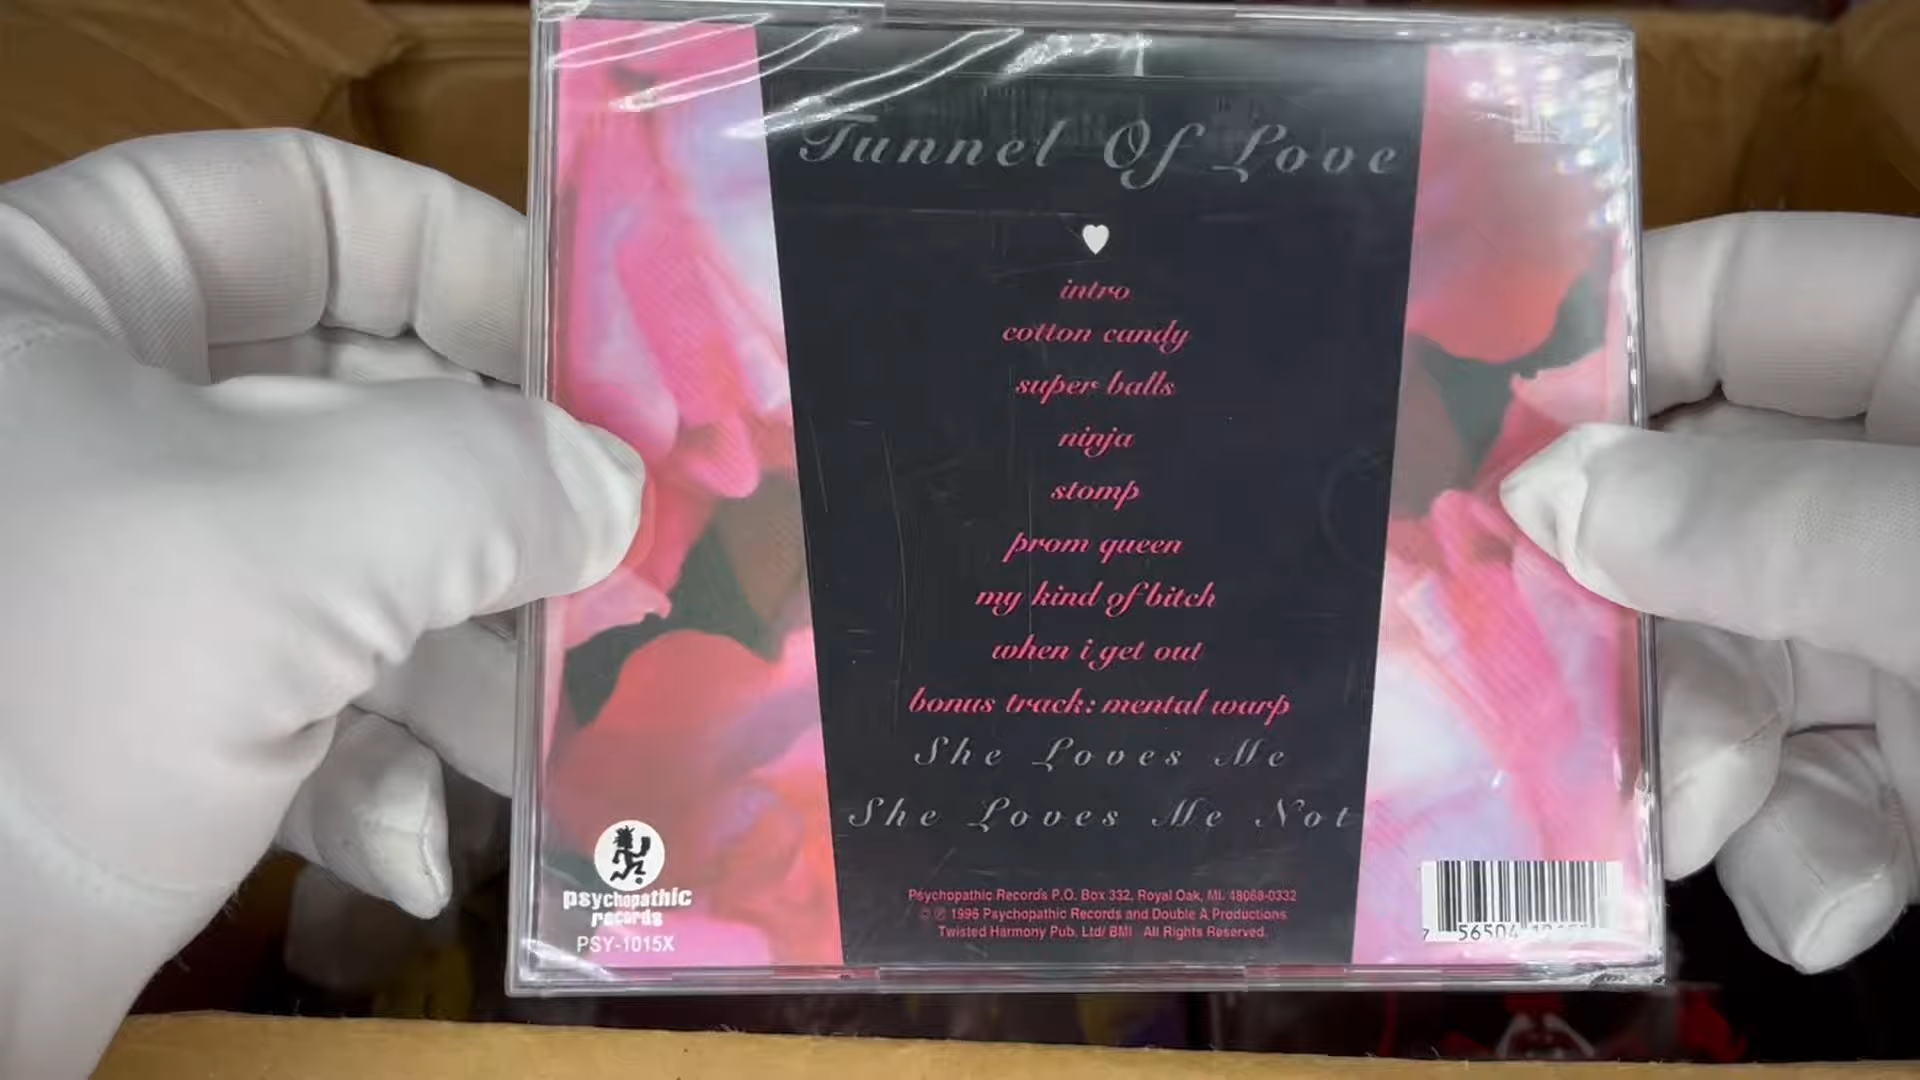 Tunnel Of Love
intro
cotton candy
super balls
ninja
stomp
prom queen
my kind of bitch
when i get out
bonus track: mental warp
She Loves Me
She Loves Me Not
psychopathic
records
PSY-1015X
Psychopathic Records P.O. Box 332, Royal Oak, MI. 48068-0332
© ℗ 1996 Psychopathic Records and Double A Productions
Twisted Harmony Pub. Ltd/ BMI All Rights Reserved.
7 56504